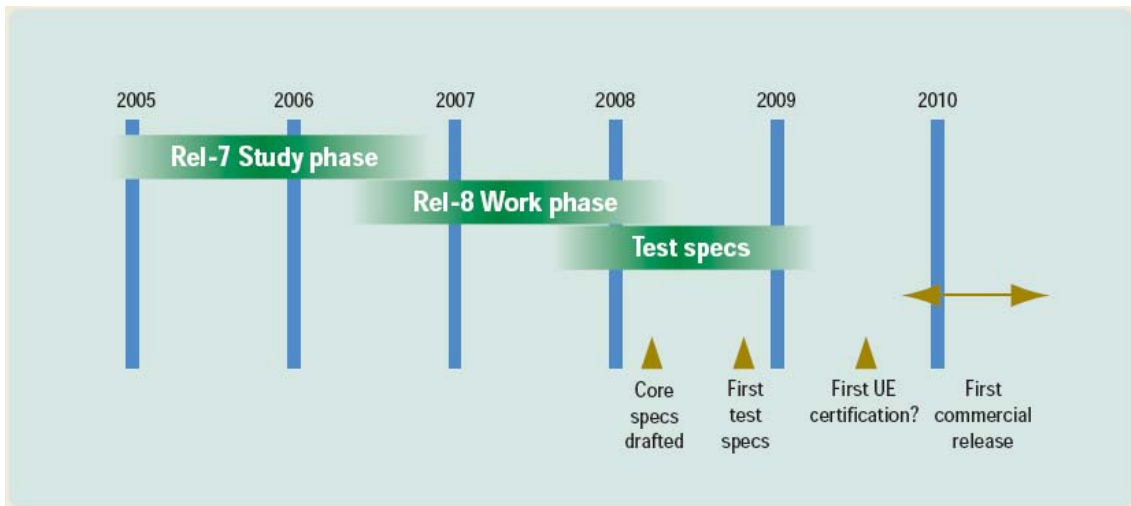 2005 2006 2007 2008 2009 2010
Rel-7 Study phase
Rel-8 Work phase
Test specs
Core
specs
drafted
First
test
specs
First UE
certification?
First
commercial
release